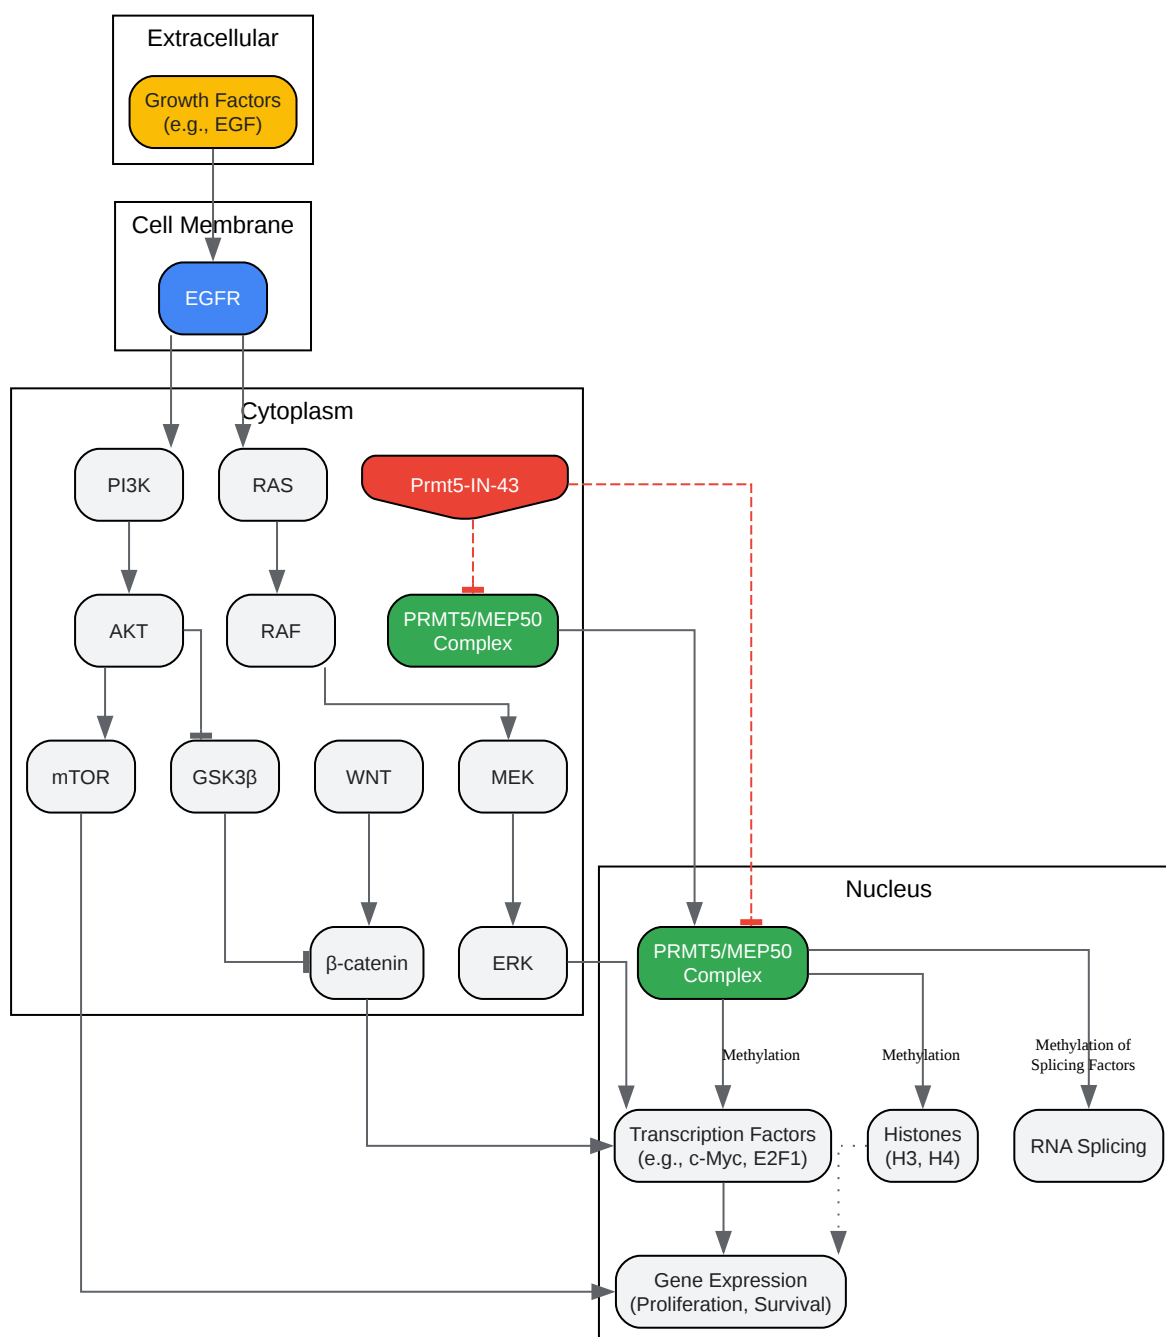 Extracellular
Growth Factors
(e.g., EGF)
Cell Membrane
EGFR
Cytoplasm
PI3K
RAS
Prmt5-IN-43
AKT
RAF
PRMT5/MEP50
Complex
mTOR
GSK3β
WNT
MEK
Nucleus
β-catenin
ERK
PRMT5/MEP50
Complex
Methylation
Methylation
Methylation of
Splicing Factors
Transcription Factors
(e.g., c-Myc, E2F1)
Histones
(H3, H4)
RNA Splicing
Gene Expression
(Proliferation, Survival)